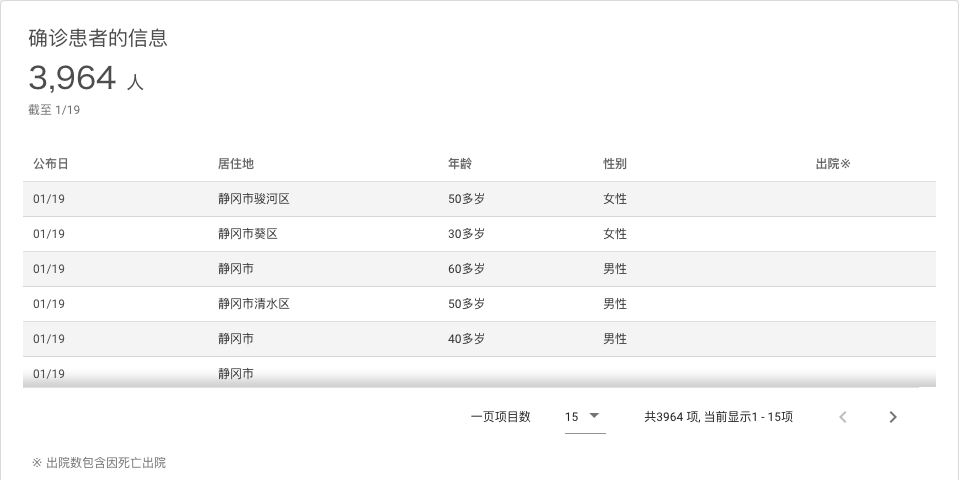 确诊患者的信息
3,964 人
截至 1/19
公布日 居住地 年龄 性别 出院※
01/19 静冈市骏河区 50多岁 女性
01/19 静冈市葵区 30多岁 女性
01/19 静冈市 60多岁 男性
01/19 静冈市清水区 50多岁 男性
01/19 静冈市 40多岁 男性
01/19 静冈市
一页项目数 15 共3964 项, 当前显示1 - 15项
※ 出院数包含因死亡出院